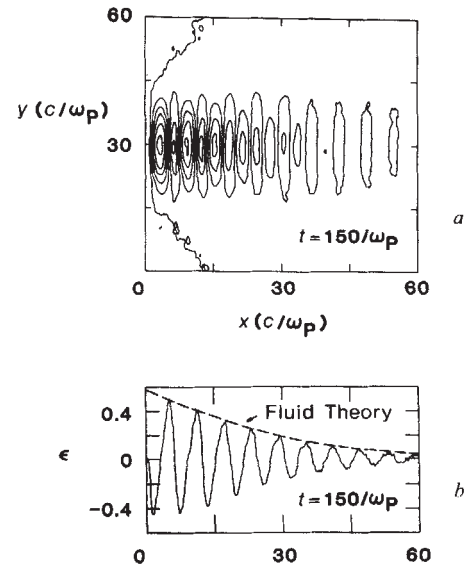 60
y (c/ωp)
30
t = 150/ωp
a
0
0 30 60
x (c/ωp)
0.4
Fluid Theory
ϵ
0
-0.4
t = 150/ωp
b
0 30 60